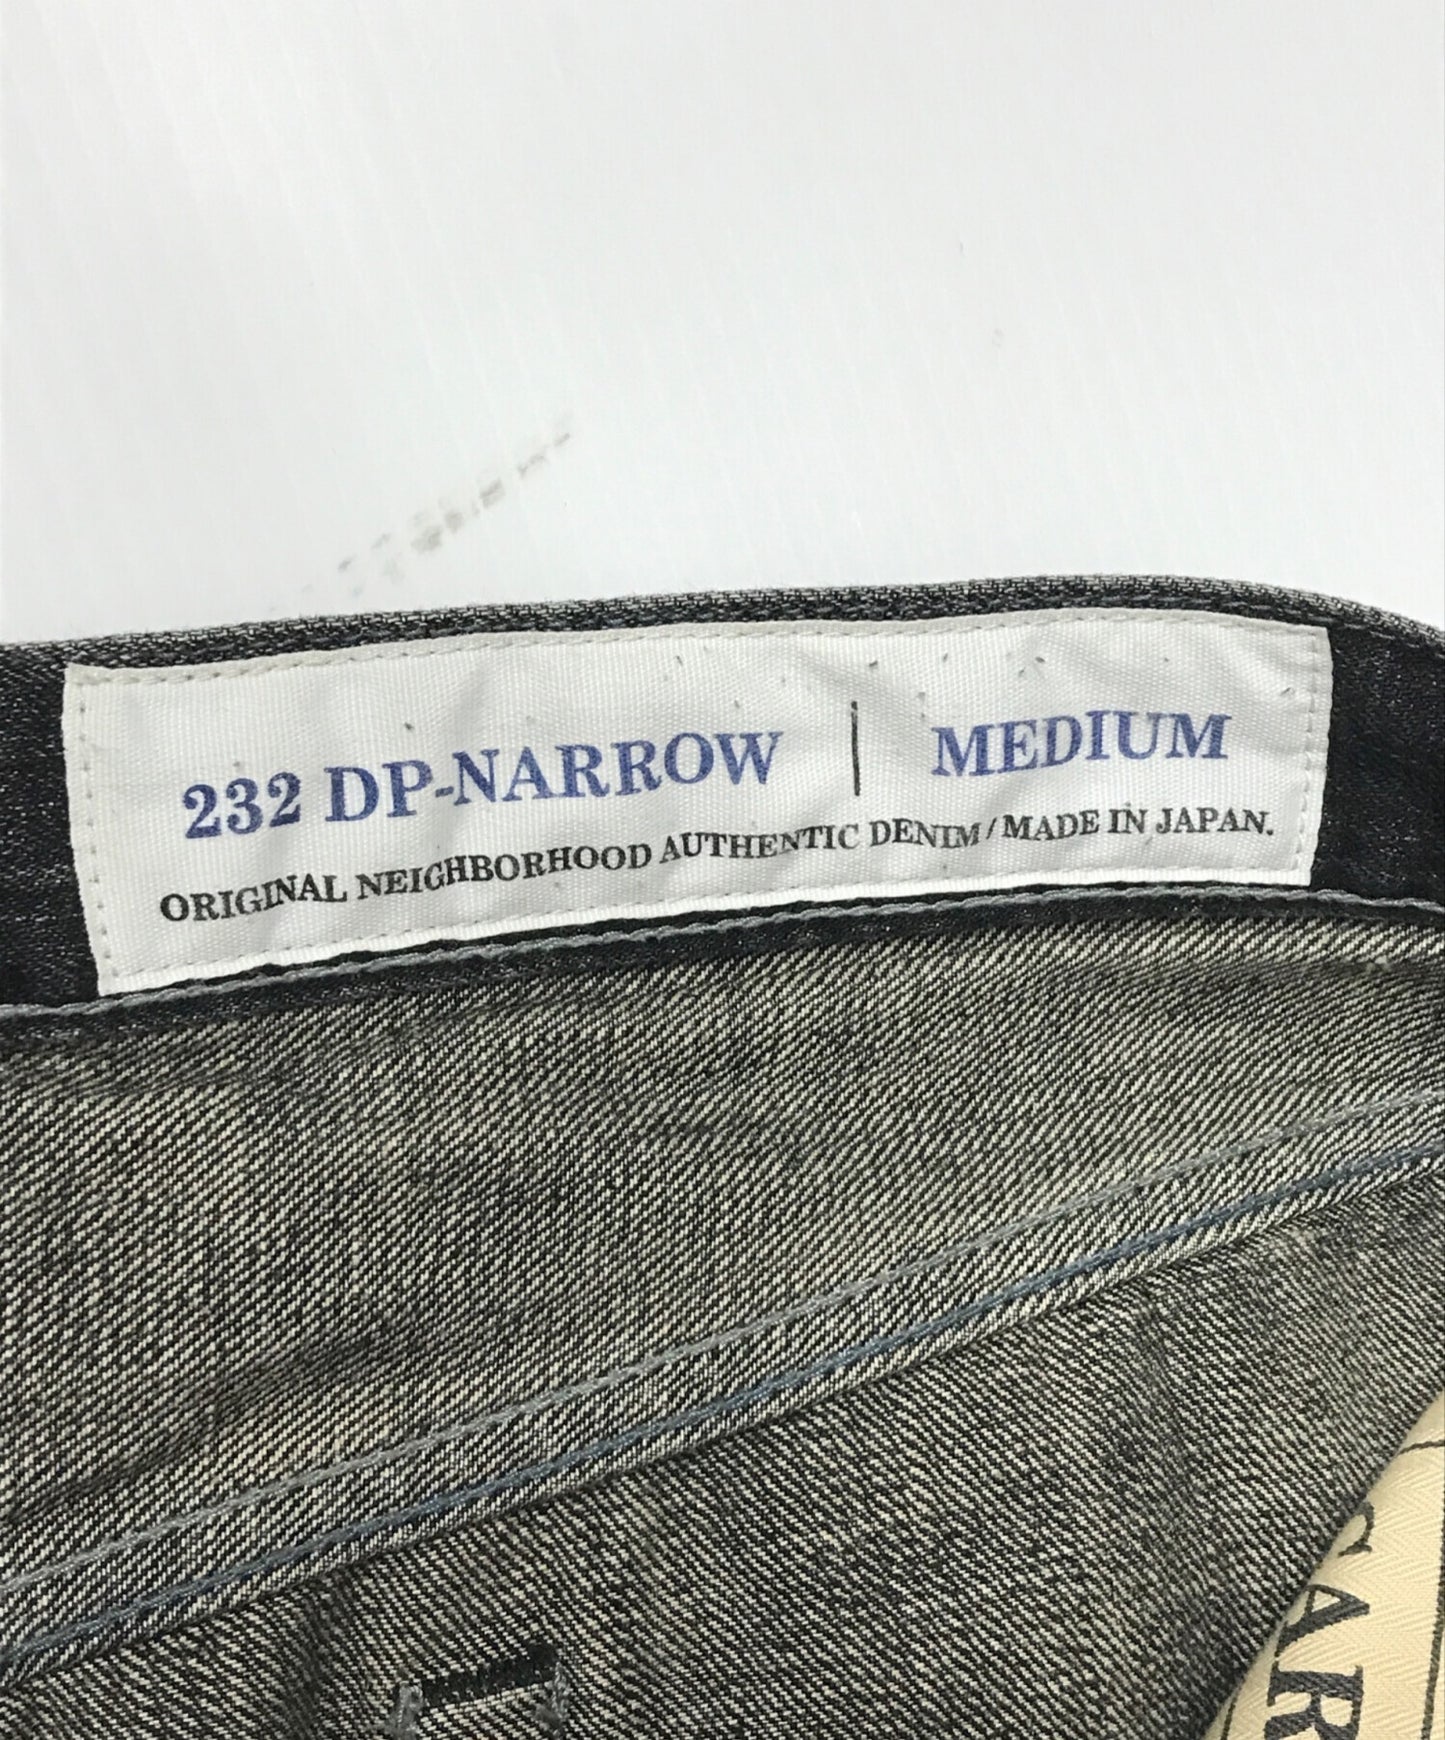 232 DP-NARROW | MEDIUM
ORIGINAL NEIGHBORHOOD AUTHENTIC DENIM / MADE IN JAPAN.